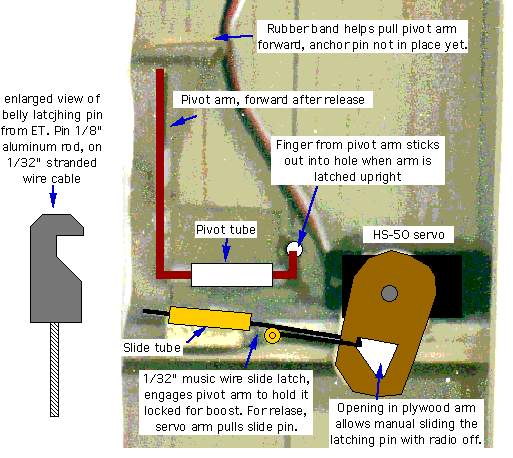 Rubber band helps pull pivot arm
forward, anchor pin not in place yet.
enlarged view of
belly latcjhing pin
from ET. Pin 1/8"
aluminum rod, on
1/32" stranded
wire cable
Pivot arm, forward after release
Finger from pivot arm sticks
out into hole when arm is
latched upright
Pivot tube
HS-50 servo
Slide tube
1/32" music wire slide latch,
engages pivot arm to hold it
locked for boost. For relase,
servo arm pulls slide pin.
Opening in plywood arm
allows manual sliding the
latching pin with radio off.